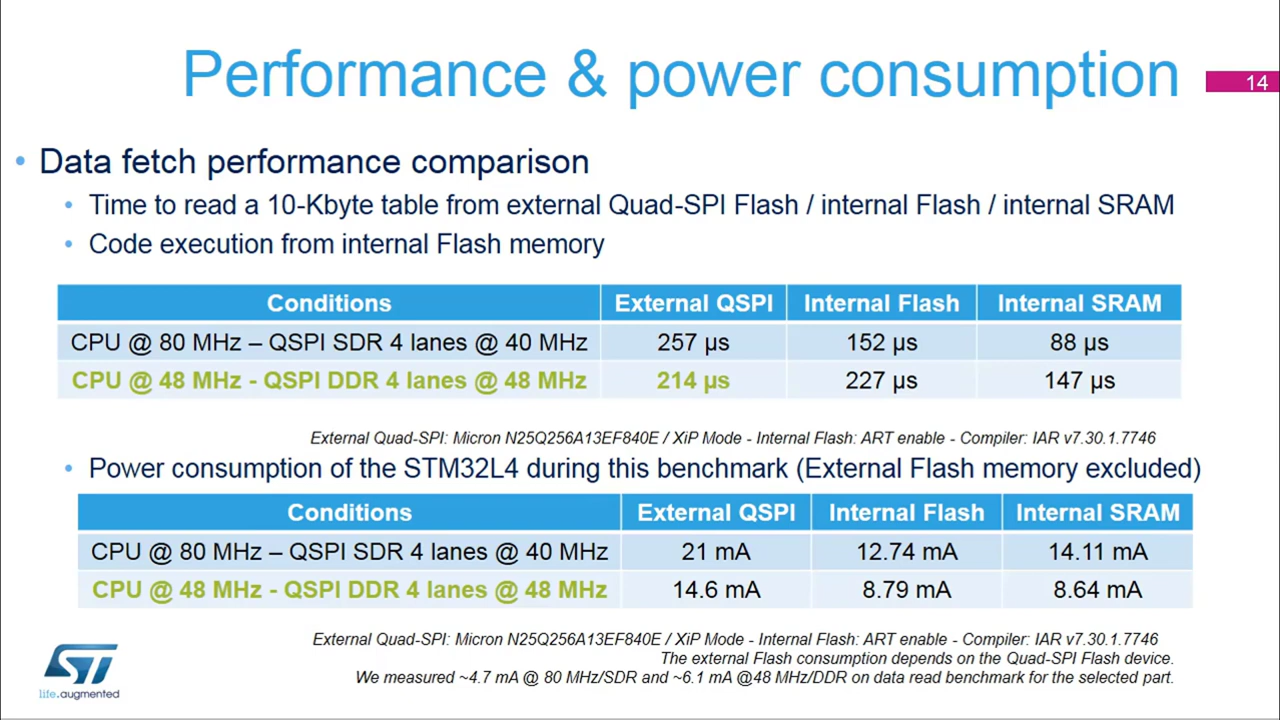 Performance & power consumption
14
• Data fetch performance comparison
• Time to read a 10-Kbyte table from external Quad-SPI Flash / internal Flash / internal SRAM
• Code execution from internal Flash memory
Conditions External QSPI Internal Flash Internal SRAM
CPU @ 80 MHz – QSPI SDR 4 lanes @ 40 MHz 257 µs 152 µs 88 µs
CPU @ 48 MHz - QSPI DDR 4 lanes @ 48 MHz 214 µs 227 µs 147 µs
External Quad-SPI: Micron N25Q256A13EF840E / XiP Mode - Internal Flash: ART enable - Compiler: IAR v7.30.1.7746
• Power consumption of the STM32L4 during this benchmark (External Flash memory excluded)
Conditions External QSPI Internal Flash Internal SRAM
CPU @ 80 MHz – QSPI SDR 4 lanes @ 40 MHz 21 mA 12.74 mA 14.11 mA
CPU @ 48 MHz - QSPI DDR 4 lanes @ 48 MHz 14.6 mA 8.79 mA 8.64 mA
External Quad-SPI: Micron N25Q256A13EF840E / XiP Mode - Internal Flash: ART enable - Compiler: IAR v7.30.1.7746
The external Flash consumption depends on the Quad-SPI Flash device.
We measured ~4.7 mA @ 80 MHz/SDR and ~6.1 mA @48 MHz/DDR on data read benchmark for the selected part.
ST
life.augmented